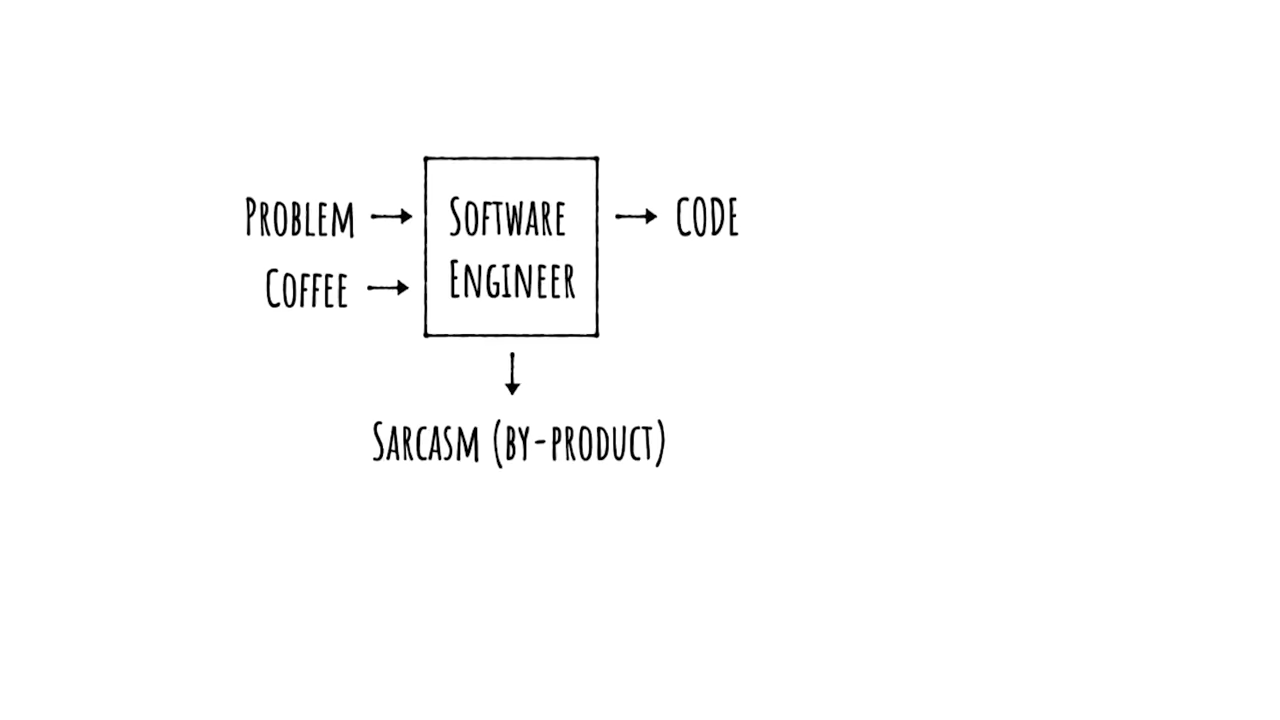 Problem → Software → CODE
Coffee → Engineer
↓
Sarcasm (by-product)